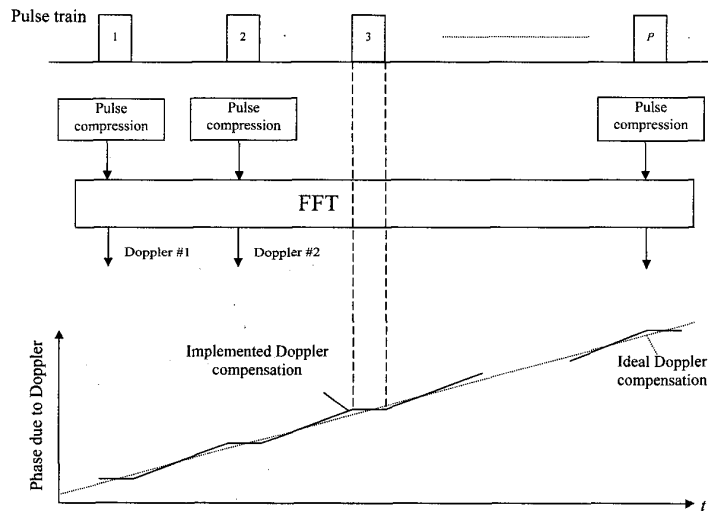 Pulse train
1
2
3
P
Pulse
compression
Pulse
compression
Pulse
compression
FFT
Doppler #1
Doppler #2
Implemented Doppler
compensation
Ideal Doppler
compensation
Phase due to Doppler
t